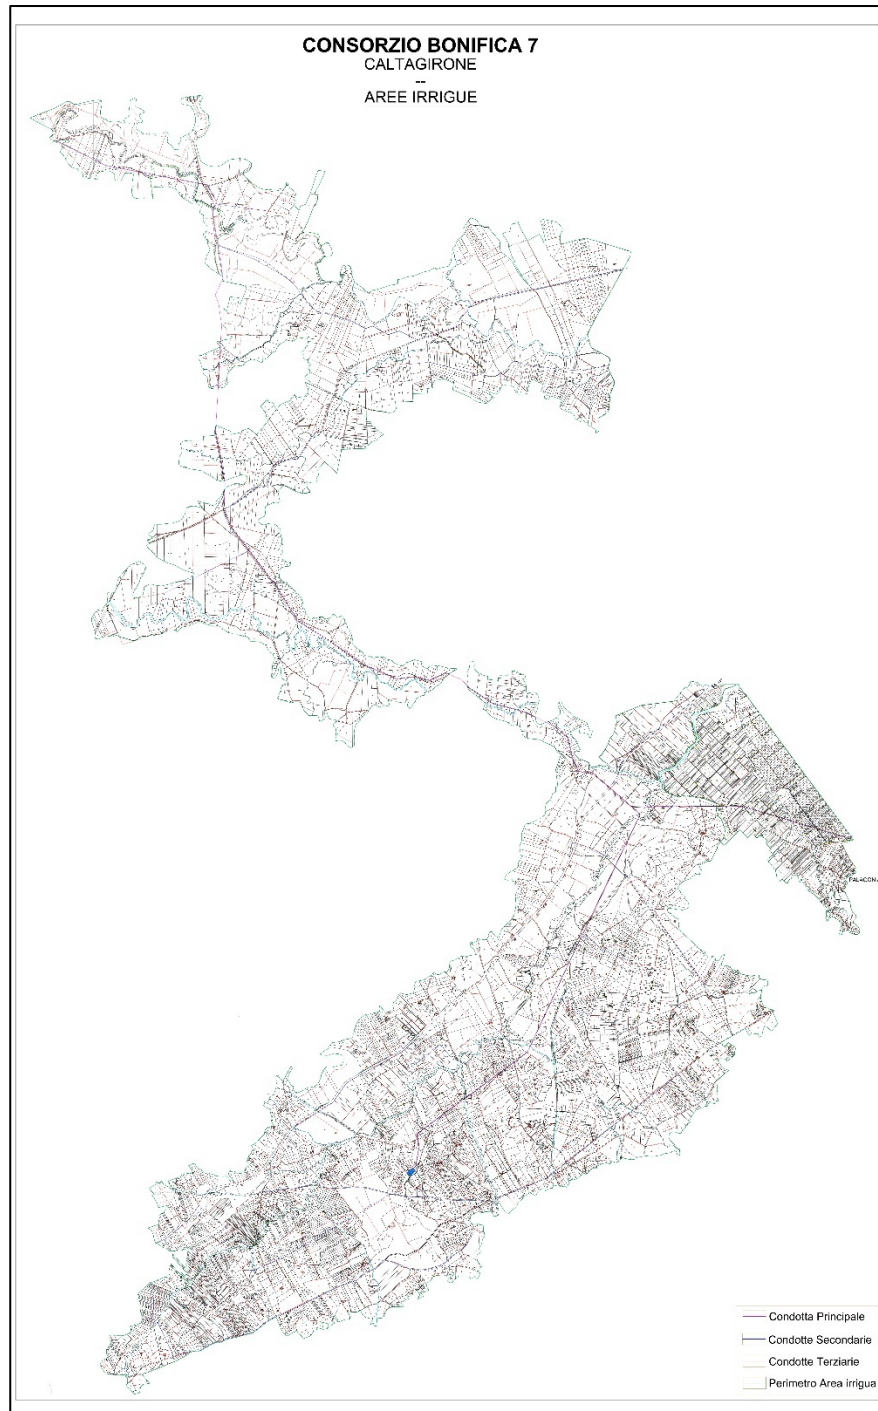 CONSORZIO BONIFICA 7
CALTAGIRONE
--
AREE IRRIGUE
Condotta Principale
Condotte Secondarie
Condotte Terziarie
Perimetro Area irrigua